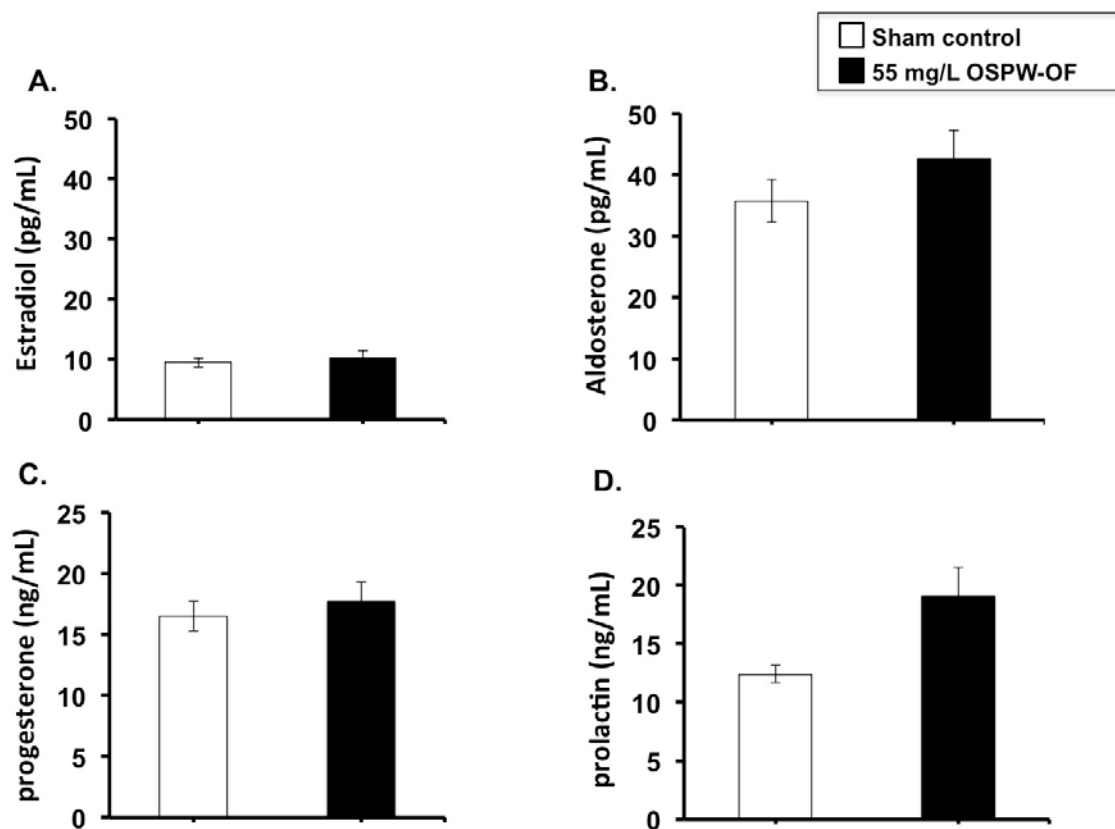 Sham control
55 mg/L OSPW-OF
A.
Estradiol (pg/mL)
50
40
30
20
10
0
B.
Aldosterone (pg/mL)
50
40
30
20
10
0
C.
progesterone (ng/mL)
25
20
15
10
5
0
D.
prolactin (ng/mL)
25
20
15
10
5
0